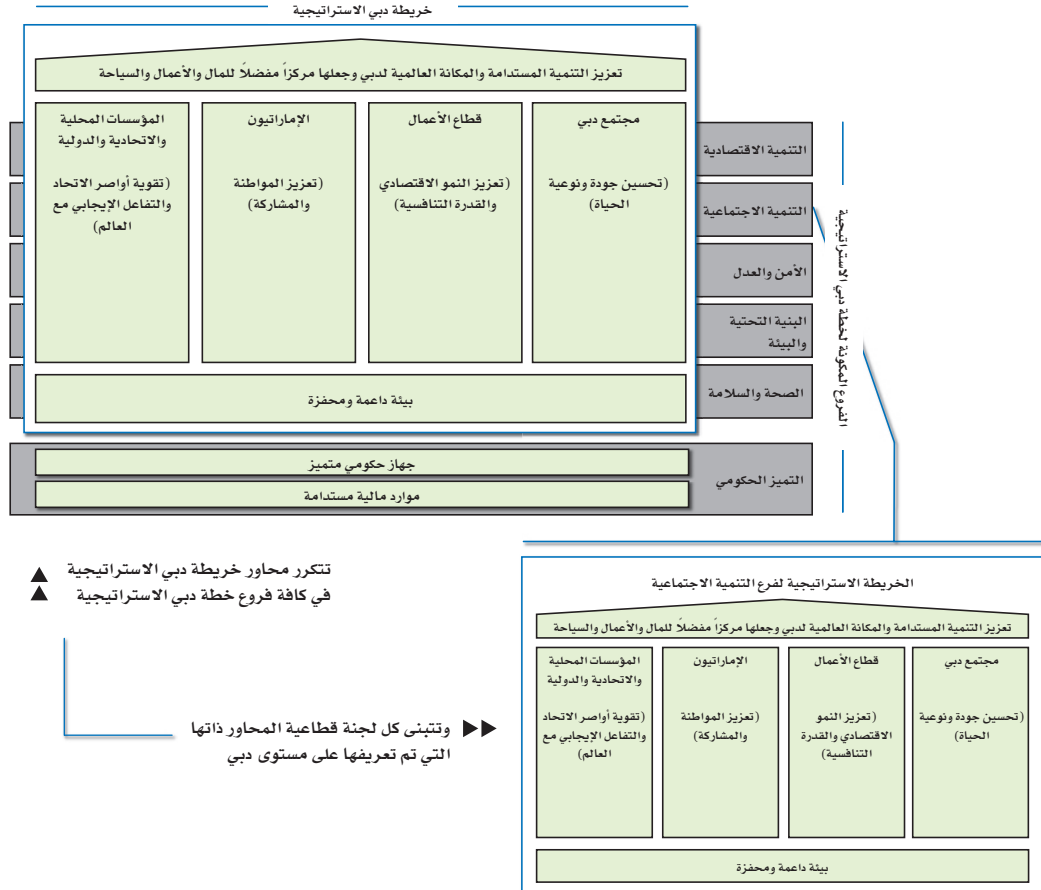 خريطة دبي الاستراتيجية
تعزيز التنمية المستدامة والمكانة العالمية لدبي وجعلها مركزاً مفضلاً للمال والأعمال والسياحة
مجتمع دبي
(تحسين جودة ونوعية
الحياة)
قطاع الأعمال
(تعزيز النمو الاقتصادي
والقدرة التنافسية)
الإماراتيون
(تعزيز المواطنة
والمشاركة)
المؤسسات المحلية
والاتحادية والدولية
(تقوية أواصر الاتحاد
والتفاعل الإيجابي مع
العالم)
بيئة داعمة ومحفزة
جهاز حكومي متميز
موارد مالية مستدامة
الفروع المكونة لخطة دبي الاستراتيجية
التنمية الاقتصادية
التنمية الاجتماعية
الأمن والعدل
البنية التحتية
والبيئة
الصحة والسلامة
التميز الحكومي
تتكرر محاور خريطة دبي الاستراتيجية
في كافة فروع خطة دبي الاستراتيجية
وتتبنى كل لجنة قطاعية المحاور ذاتها
التي تم تعريفها على مستوى دبي
الخريطة الاستراتيجية لفرع التنمية الاجتماعية
تعزيز التنمية المستدامة والمكانة العالمية لدبي وجعلها مركزاً مفضلاً للمال والأعمال والسياحة
مجتمع دبي
(تحسين جودة ونوعية
الحياة)
قطاع الأعمال
(تعزيز النمو
الاقتصادي والقدرة
التنافسية)
الإماراتيون
(تعزيز المواطنة
والمشاركة)
المؤسسات المحلية
والاتحادية والدولية
(تقوية أواصر الاتحاد
والتفاعل الإيجابي مع
العالم)
بيئة داعمة ومحفزة